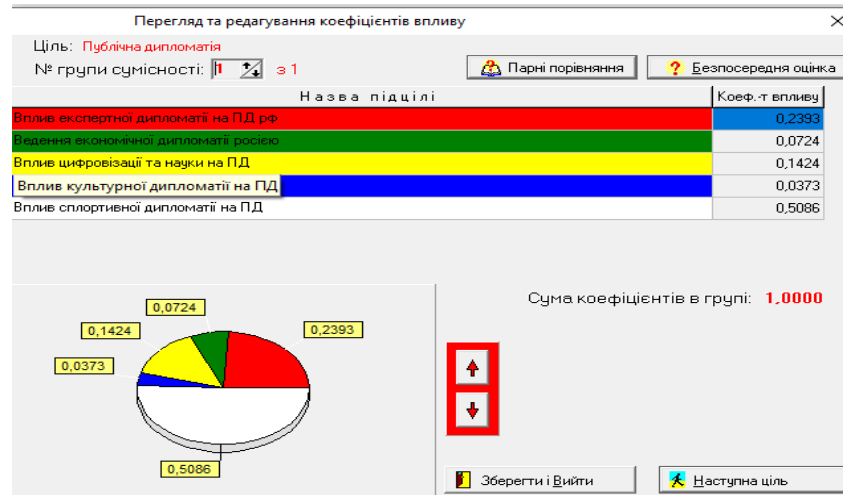 Перегляд та редагування коефіцієнтів впливу
Ціль: Публічна дипломатія
№ групи сумісності: 1 з 1
Парні порівняння
Безпосередня оцінка
Назва підцілі Коеф.-т впливу
Вплив експертної дипломатії на ПД рф 0,2393
Ведення економічної дипломатії росією 0,0724
Вплив цифровізації та науки на ПД 0,1424
Вплив культурної дипломатії на ПД 0,0373
Вплив сплортивної дипломатії на ПД 0,5086
Сума коефіцієнтів в групі: 1,0000
0,0724
0,1424
0,2393
0,0373
0,5086
Зберегти і Вийти
Наступна ціль